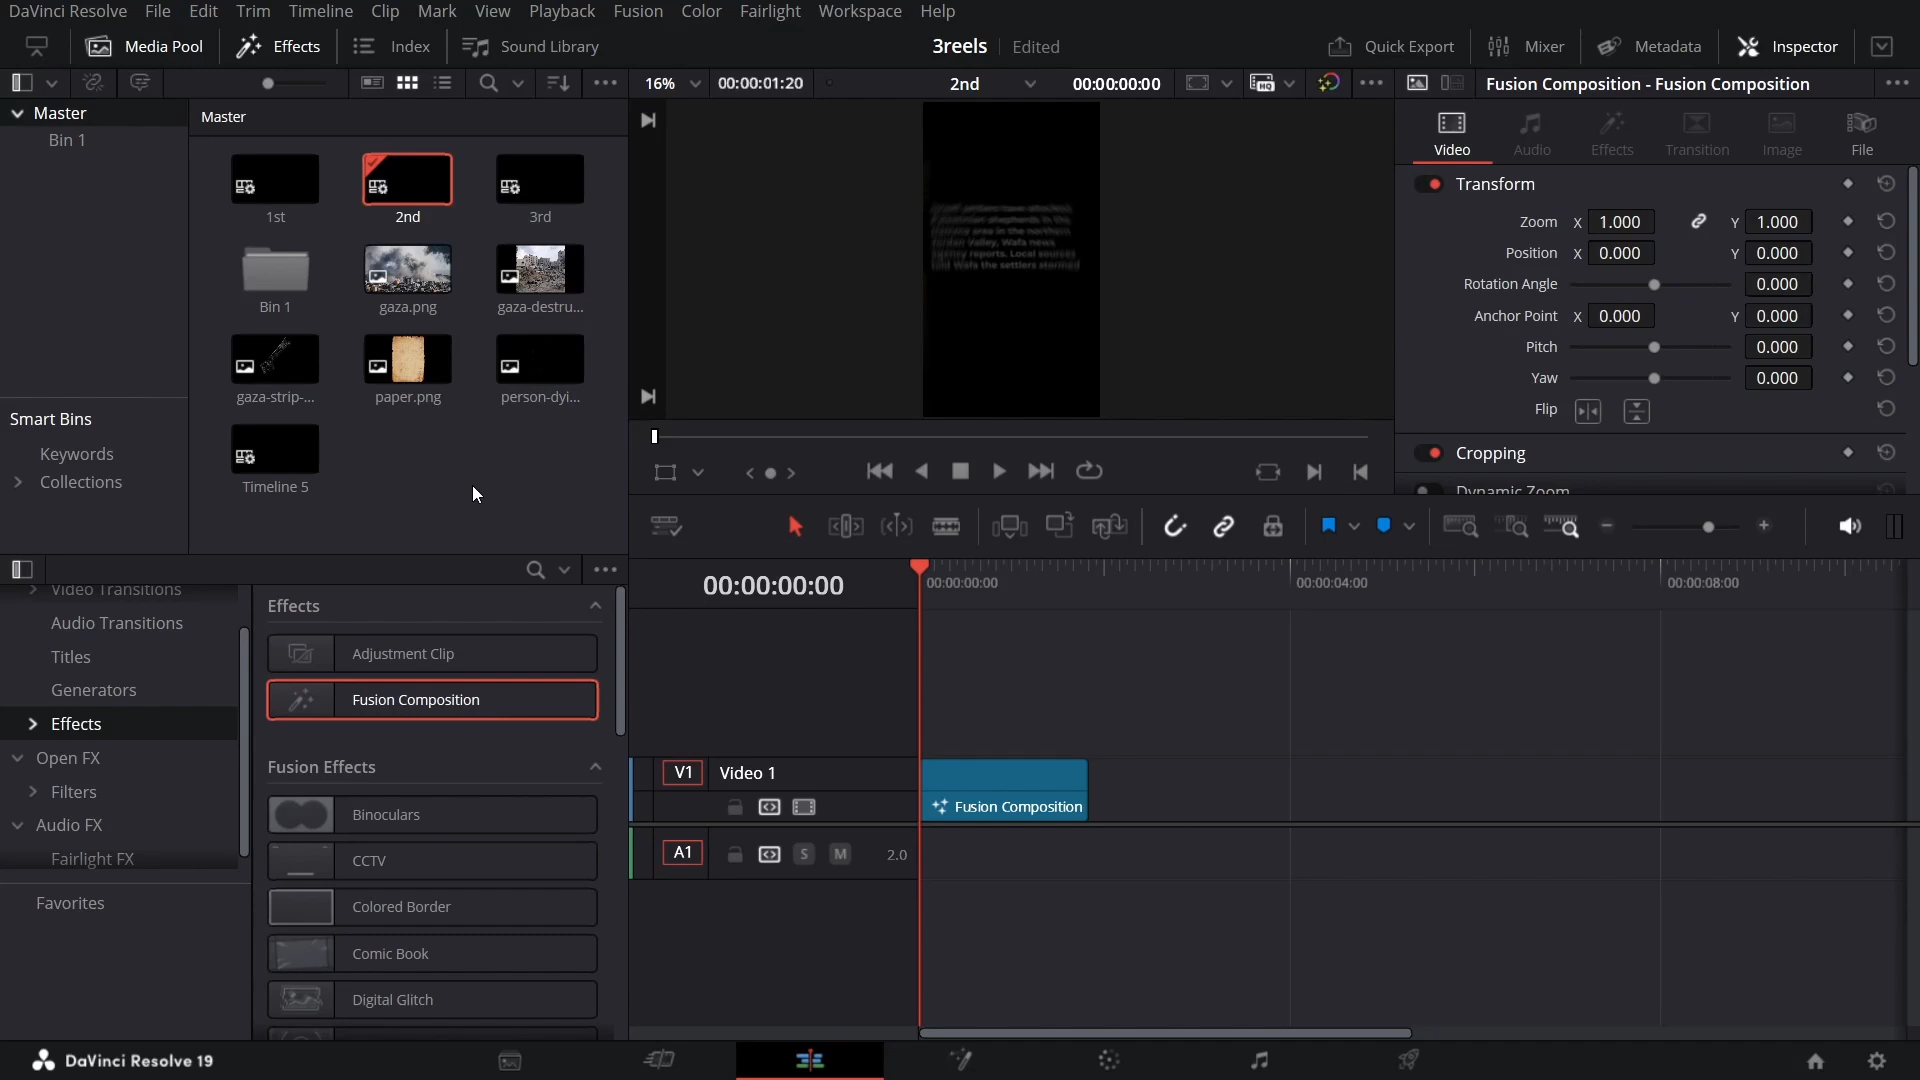 DaVinci Resolve File Edit Trim Timeline Clip Mark View Playback Fusion Color Fairlight Workspace Help
Media Pool Effects Index Sound Library 3reels Edited Quick Export Mixer Metadata Inspector
16% 00:00:01:20 2nd 00:00:00:00 Fusion Composition - Fusion Composition
Master
Bin 1
Master
1st 2nd 3rd
Bin 1 gaza.png gaza-destru...
gaza-strip-... paper.png person-dyi...
Timeline 5
Smart Bins
Keywords
Collections
Video Audio Effects Transition Image File
Transform
Zoom X 1.000 Y 1.000
Position X 0.000 Y 0.000
Rotation Angle 0.000
Anchor Point X 0.000 Y 0.000
Pitch 0.000
Yaw 0.000
Flip
Cropping
Dynamic Zoom
Video Transitions
Audio Transitions
Titles
Generators
Effects
Open FX
Filters
Audio FX
Fairlight FX
Favorites
Effects
Adjustment Clip
Fusion Composition
Fusion Effects
Binoculars
CCTV
Colored Border
Comic Book
Digital Glitch
00:00:00:00 00:00:00:00 00:00:04:00 00:00:08:00
V1 Video 1
Fusion Composition
A1 S M 2.0
DaVinci Resolve 19